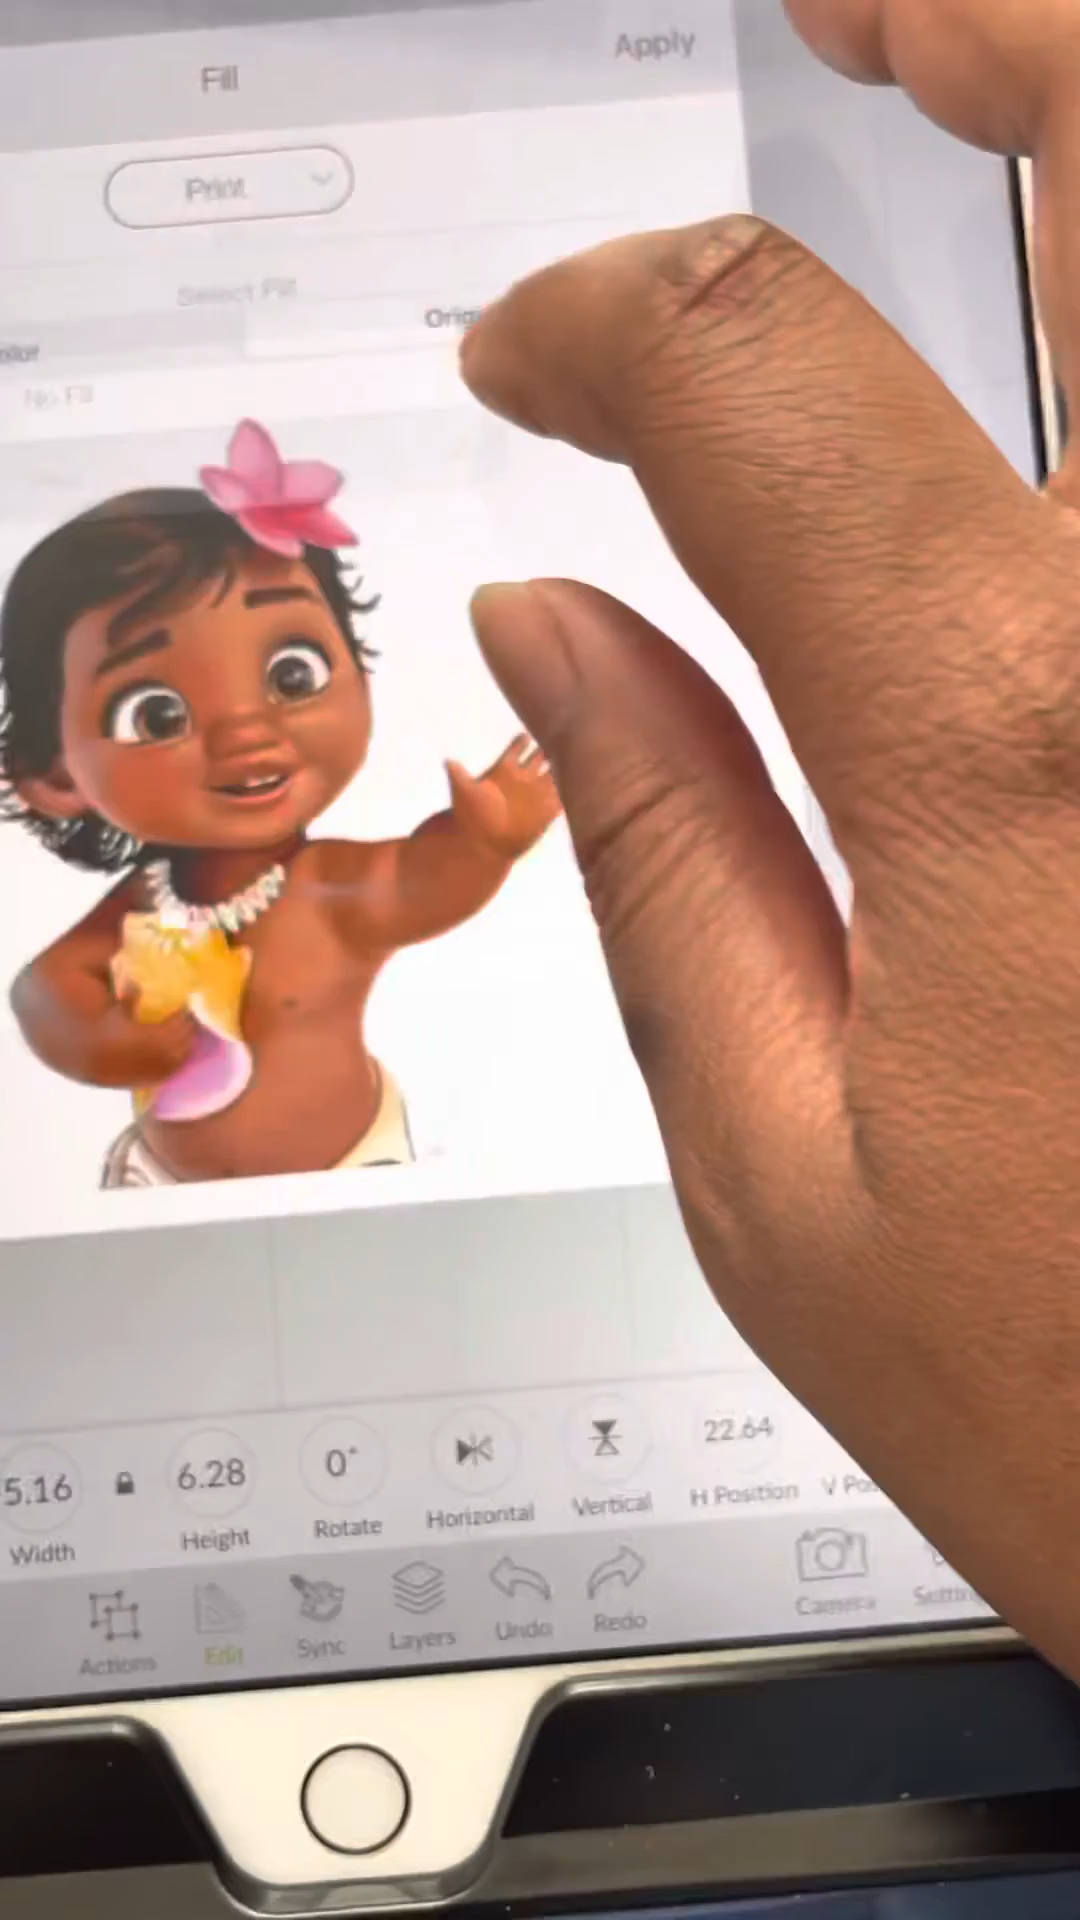 Fill
Apply
Print
Select Fill
No Fill
5.16
6.28
0°
22.64
Width
Height
Rotate
Horizontal
Vertical
H Position
Actions
Edit
Sync
Layers
Undo
Redo
Camera